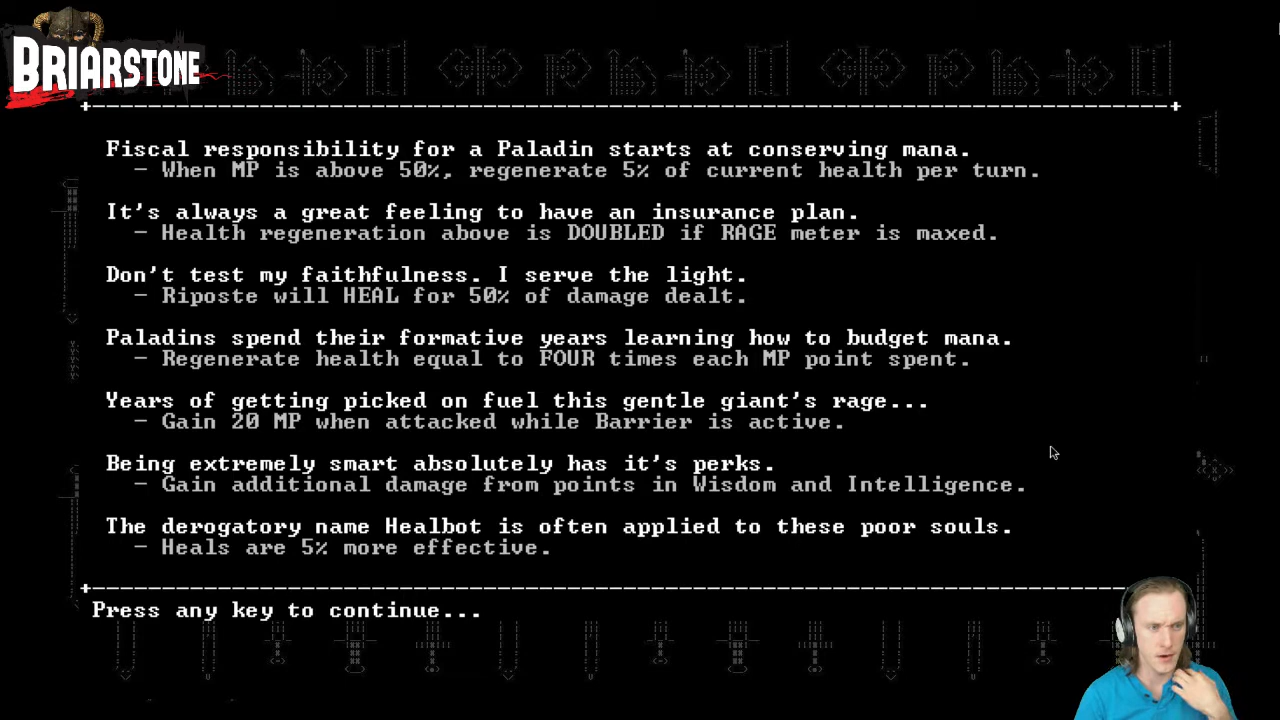 BRIARSTONE
Fiscal responsibility for a Paladin starts at conserving mana.
- When MP is above 50%, regenerate 5% of current health per turn.
It's always a great feeling to have an insurance plan.
- Health regeneration above is DOUBLED if RAGE meter is maxed.
Don't test my faithfulness. I serve the light.
- Riposte will HEAL for 50% of damage dealt.
Paladins spend their formative years learning how to budget mana.
- Regenerate health equal to FOUR times each MP point spent.
Years of getting picked on fuel this gentle giant's rage...
- Gain 20 MP when attacked while Barrier is active.
Being extremely smart absolutely has it's perks.
- Gain additional damage from points in Wisdom and Intelligence.
The derogatory name Healbot is often applied to these poor souls.
- Heals are 5% more effective.
Press any key to continue...